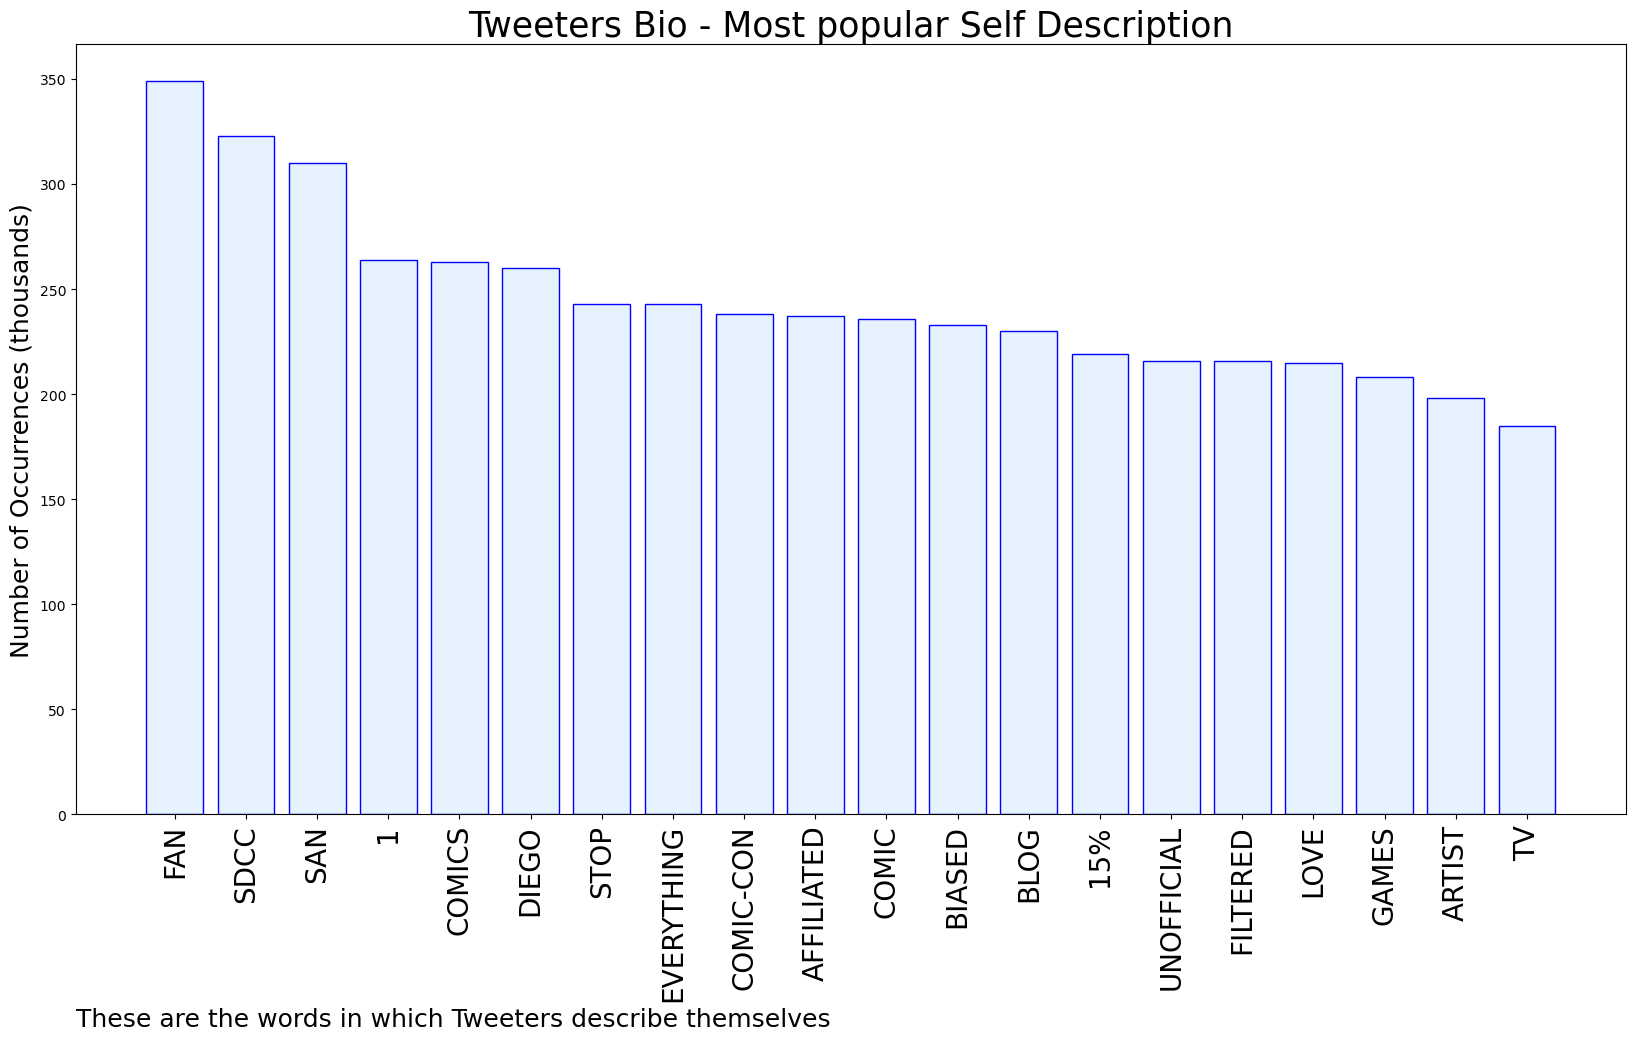 Tweeters Bio - Most popular Self Description
Number of Occurrences (thousands)
350
300
250
200
150
100
50
0
FAN
SDCC
SAN
1
COMICS
DIEGO
STOP
EVERYTHING
COMIC-CON
AFFILIATED
COMIC
BIASED
BLOG
15%
UNOFFICIAL
FILTERED
LOVE
GAMES
ARTIST
TV
These are the words in which Tweeters describe themselves